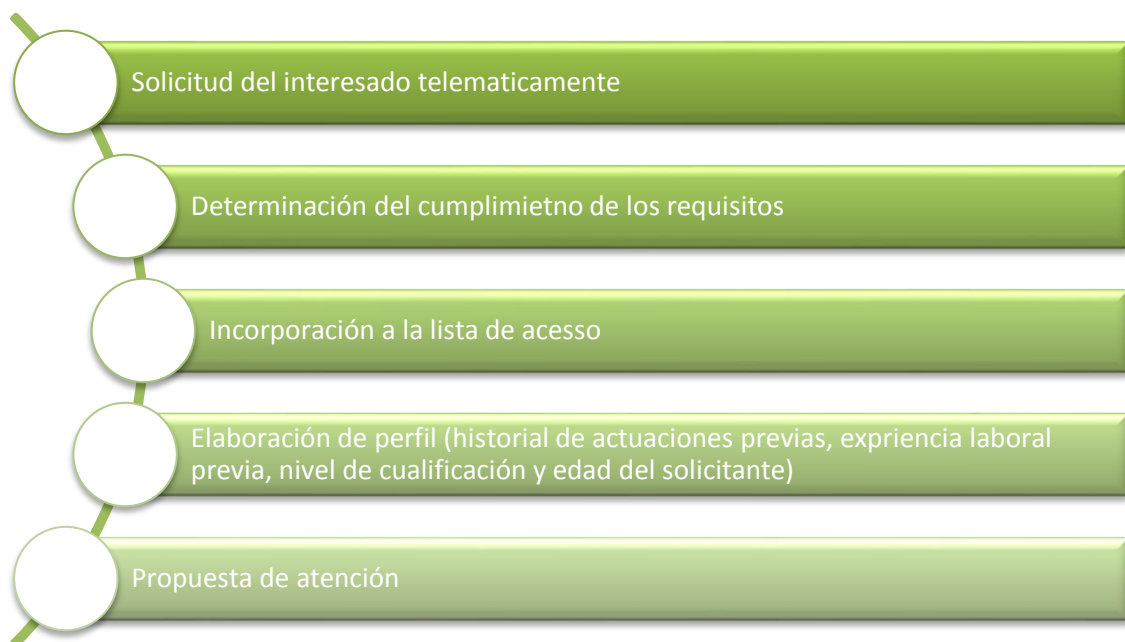 Solicitud del interesado telematicamente
Determinación del cumplimietno de los requisitos
Incorporación a la lista de acesso
Elaboración de perfil (historial de actuaciones previas, expriencia laboral
previa, nivel de cualificación y edad del solicitante)
Propuesta de atención